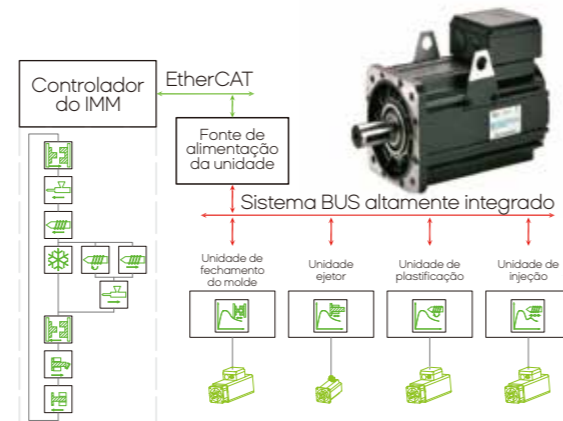 Controlador
do IMM
EtherCAT
Fonte de
alimentação
da unidade
Sistema BUS altamente integrado
Unidade de
fechamento
do molde
Unidade
ejetor
Unidade de
plastificação
Unidade de
injeção